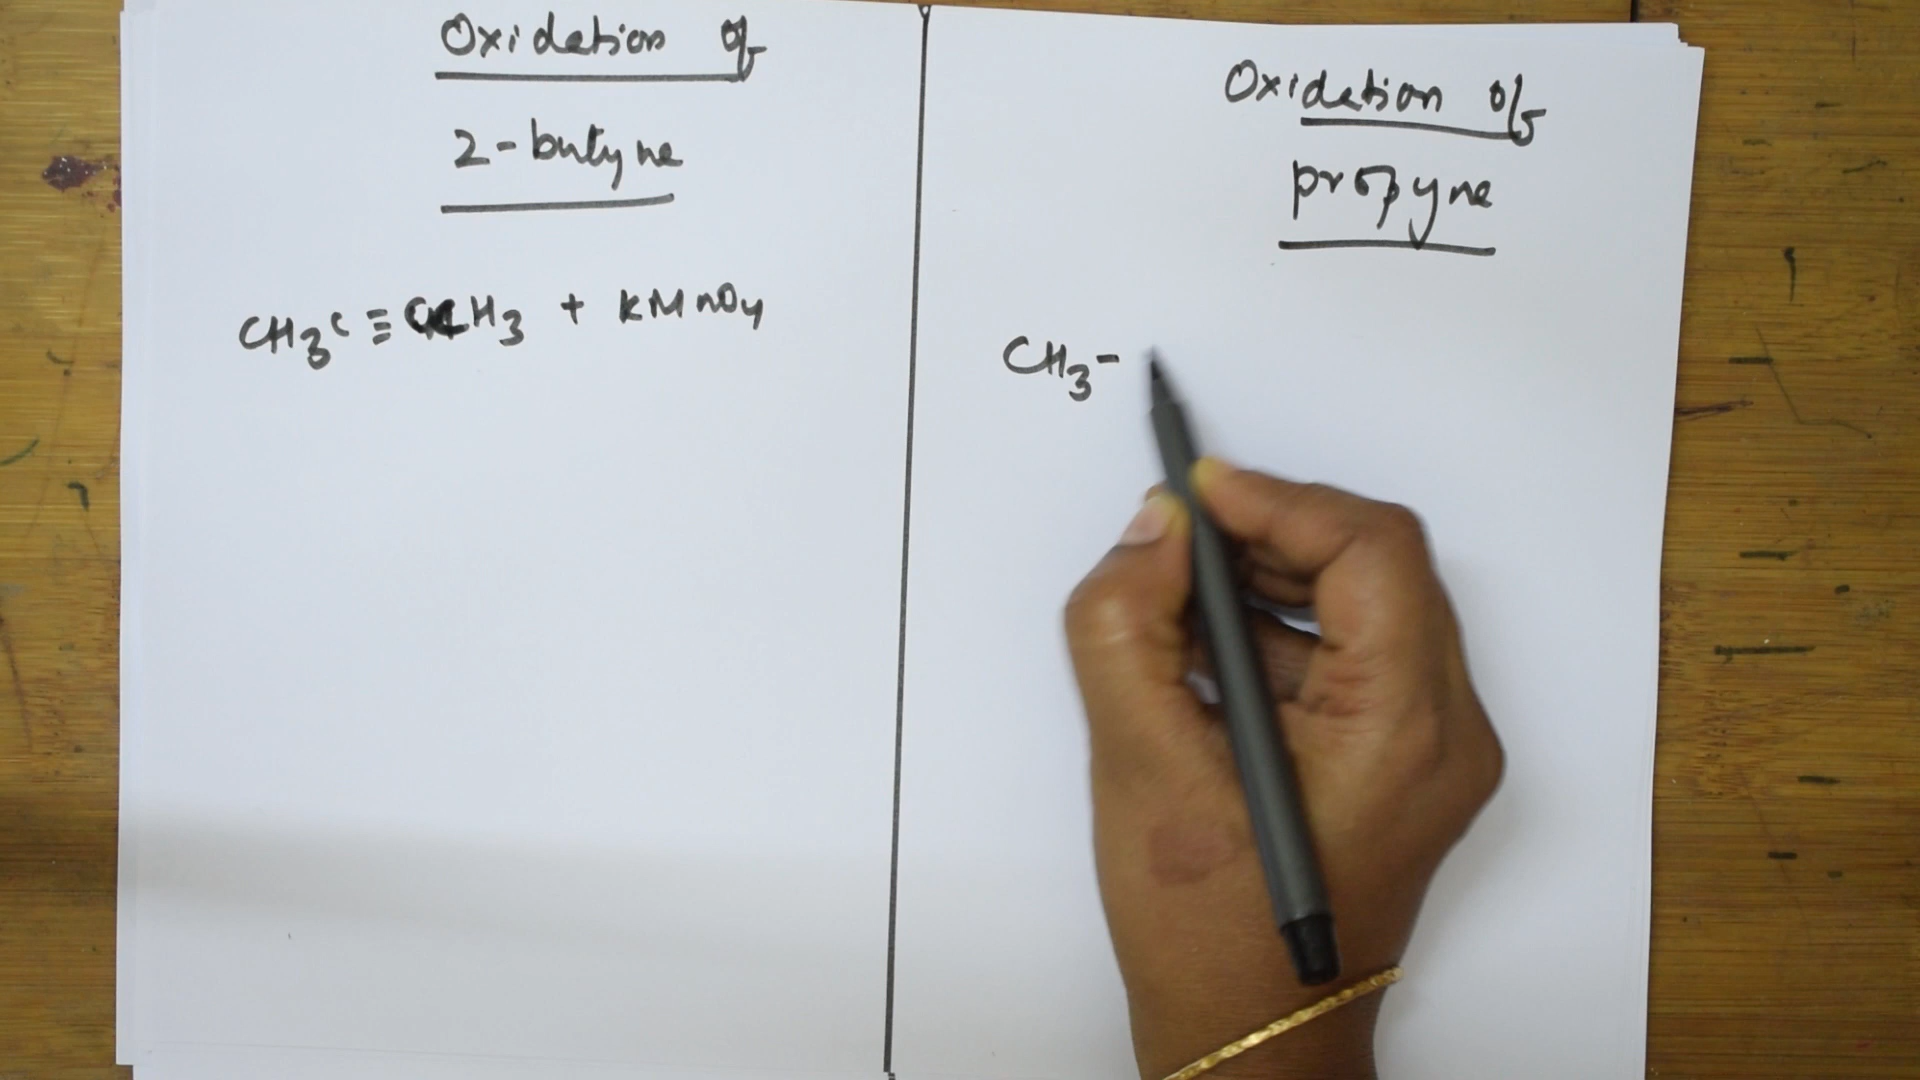 Oxidation of
2-butyne
CH3C≡CCH3 + KMnO4
Oxidation of
propyne
CH3-